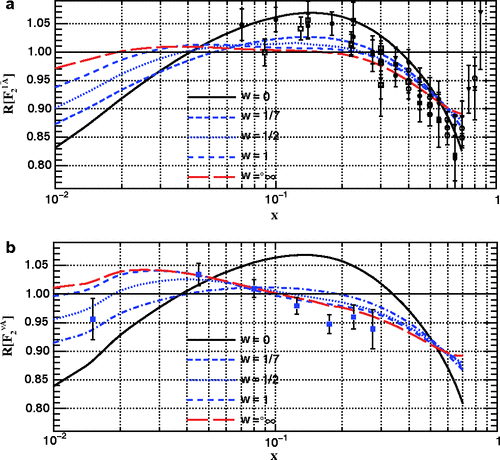 a
R[F₂^lA]
1.05
1.00
0.95
0.90
0.85
0.80
w = 0
w = 1/7
w = 1/2
w = 1
w = ∞
10⁻² 10⁻¹ 1
x
b
R[F₂^νA]
1.05
1.00
0.95
0.90
0.85
0.80
w = 0
w = 1/7
w = 1/2
w = 1
w = ∞
10⁻² 10⁻¹ 1
x